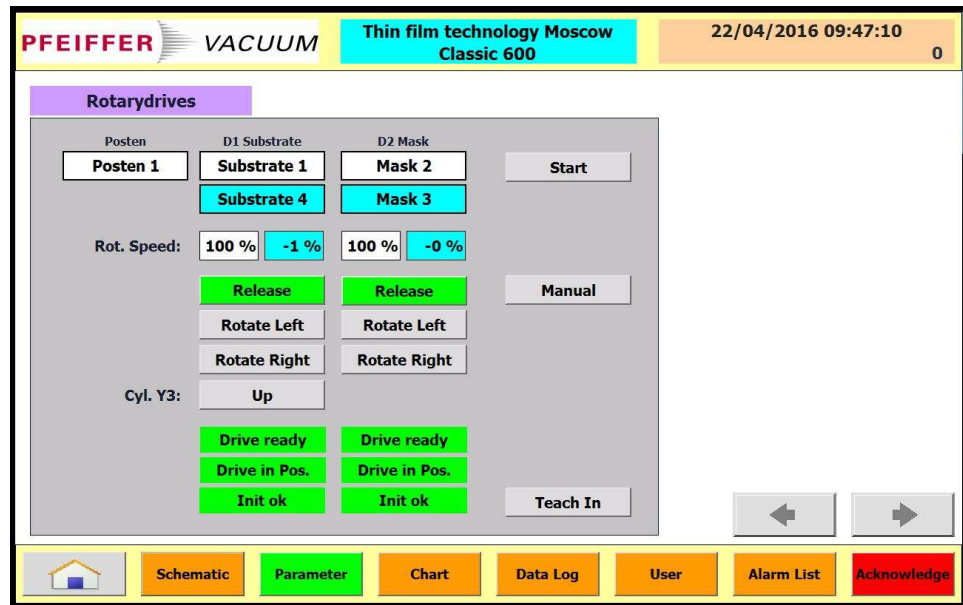 PFEIFFER VACUUM
Thin film technology Moscow
Classic 600
22/04/2016 09:47:10
0
Rotarydrives
Posten D1 Substrate D2 Mask
Posten 1 Substrate 1 Mask 2 Start
Substrate 4 Mask 3
Rot. Speed: 100 % -1 % 100 % -0 %
Release Release Manual
Rotate Left Rotate Left
Rotate Right Rotate Right
Cyl. Y3: Up
Drive ready Drive ready
Drive in Pos. Drive in Pos.
Init ok Init ok Teach In
Schematic Parameter Chart Data Log User Alarm List Acknowledge